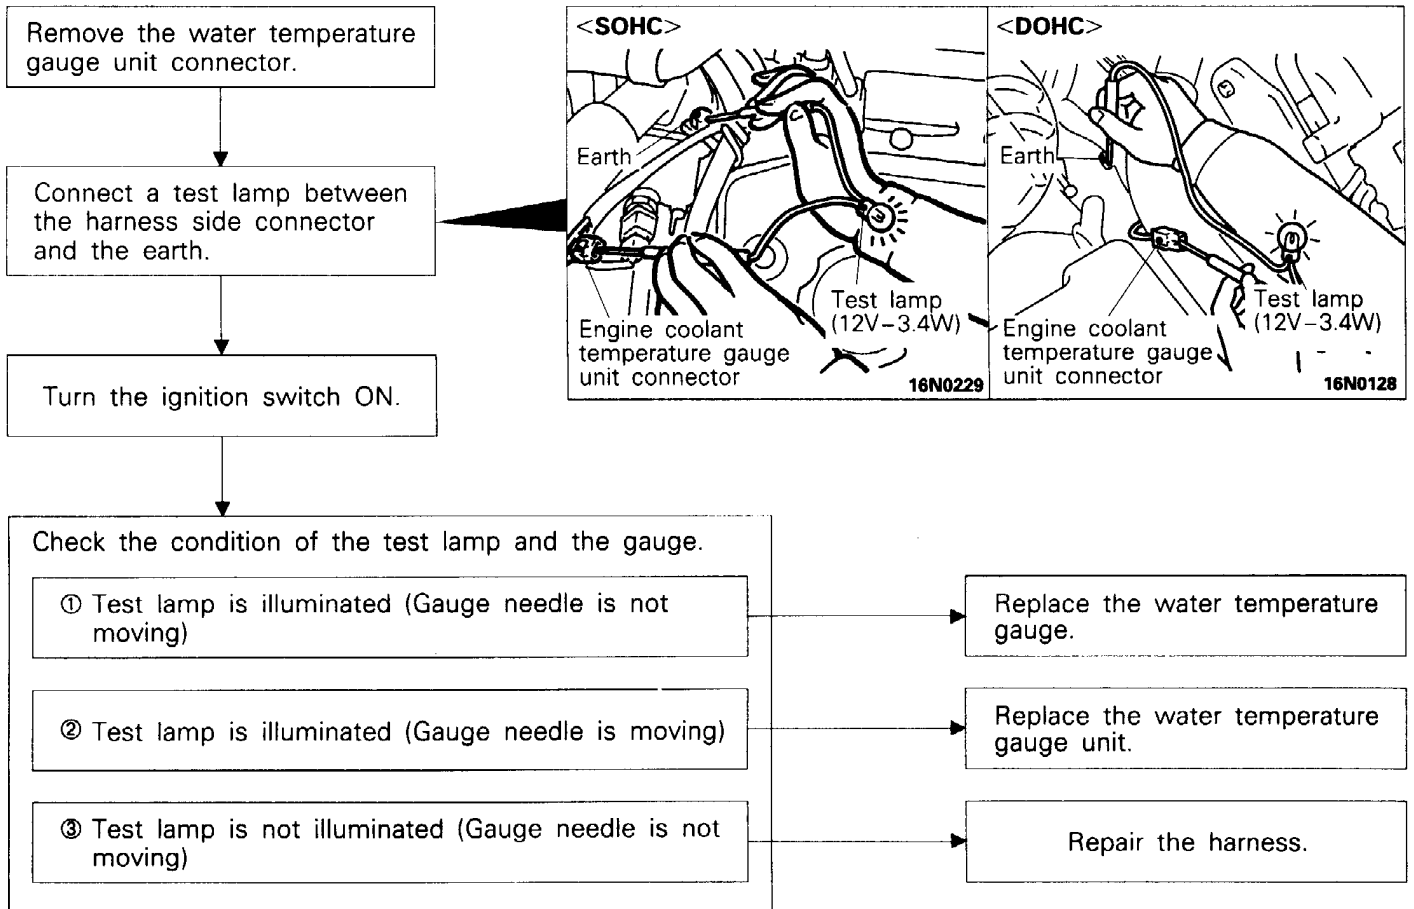 Remove the water temperature
gauge unit connector.
Connect a test lamp between
the harness side connector
and the earth.
Turn the ignition switch ON.
<SOHC>
Earth
Test lamp
(12V–3.4W)
Engine coolant
temperature gauge
unit connector
16N0229
<DOHC>
Earth
Test lamp
(12V–3.4W)
Engine coolant
temperature gauge
unit connector
16N0128
Check the condition of the test lamp and the gauge.
① Test lamp is illuminated (Gauge needle is not
moving)
Replace the water temperature
gauge.
② Test lamp is illuminated (Gauge needle is moving)
Replace the water temperature
gauge unit.
③ Test lamp is not illuminated (Gauge needle is not
moving)
Repair the harness.